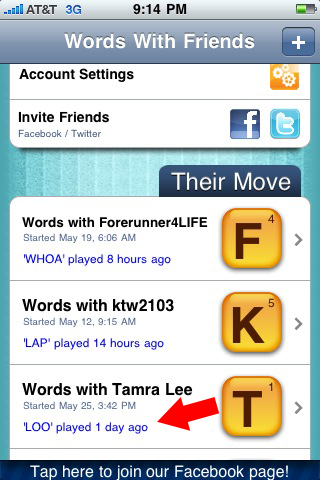 AT&T 3G 9:14 PM
Words With Friends +
Account Settings
Invite Friends
Facebook / Twitter
f t
Their Move
Words with Forerunner4LIFE
Started May 19, 6:06 AM
'WHOA' played 8 hours ago
F 4
Words with ktw2103
Started May 12, 9:15 AM
'LAP' played 14 hours ago
K 5
Words with Tamra Lee
Started May 25, 3:42 PM
'LOO' played 1 day ago
T 1
Tap here to join our Facebook page!